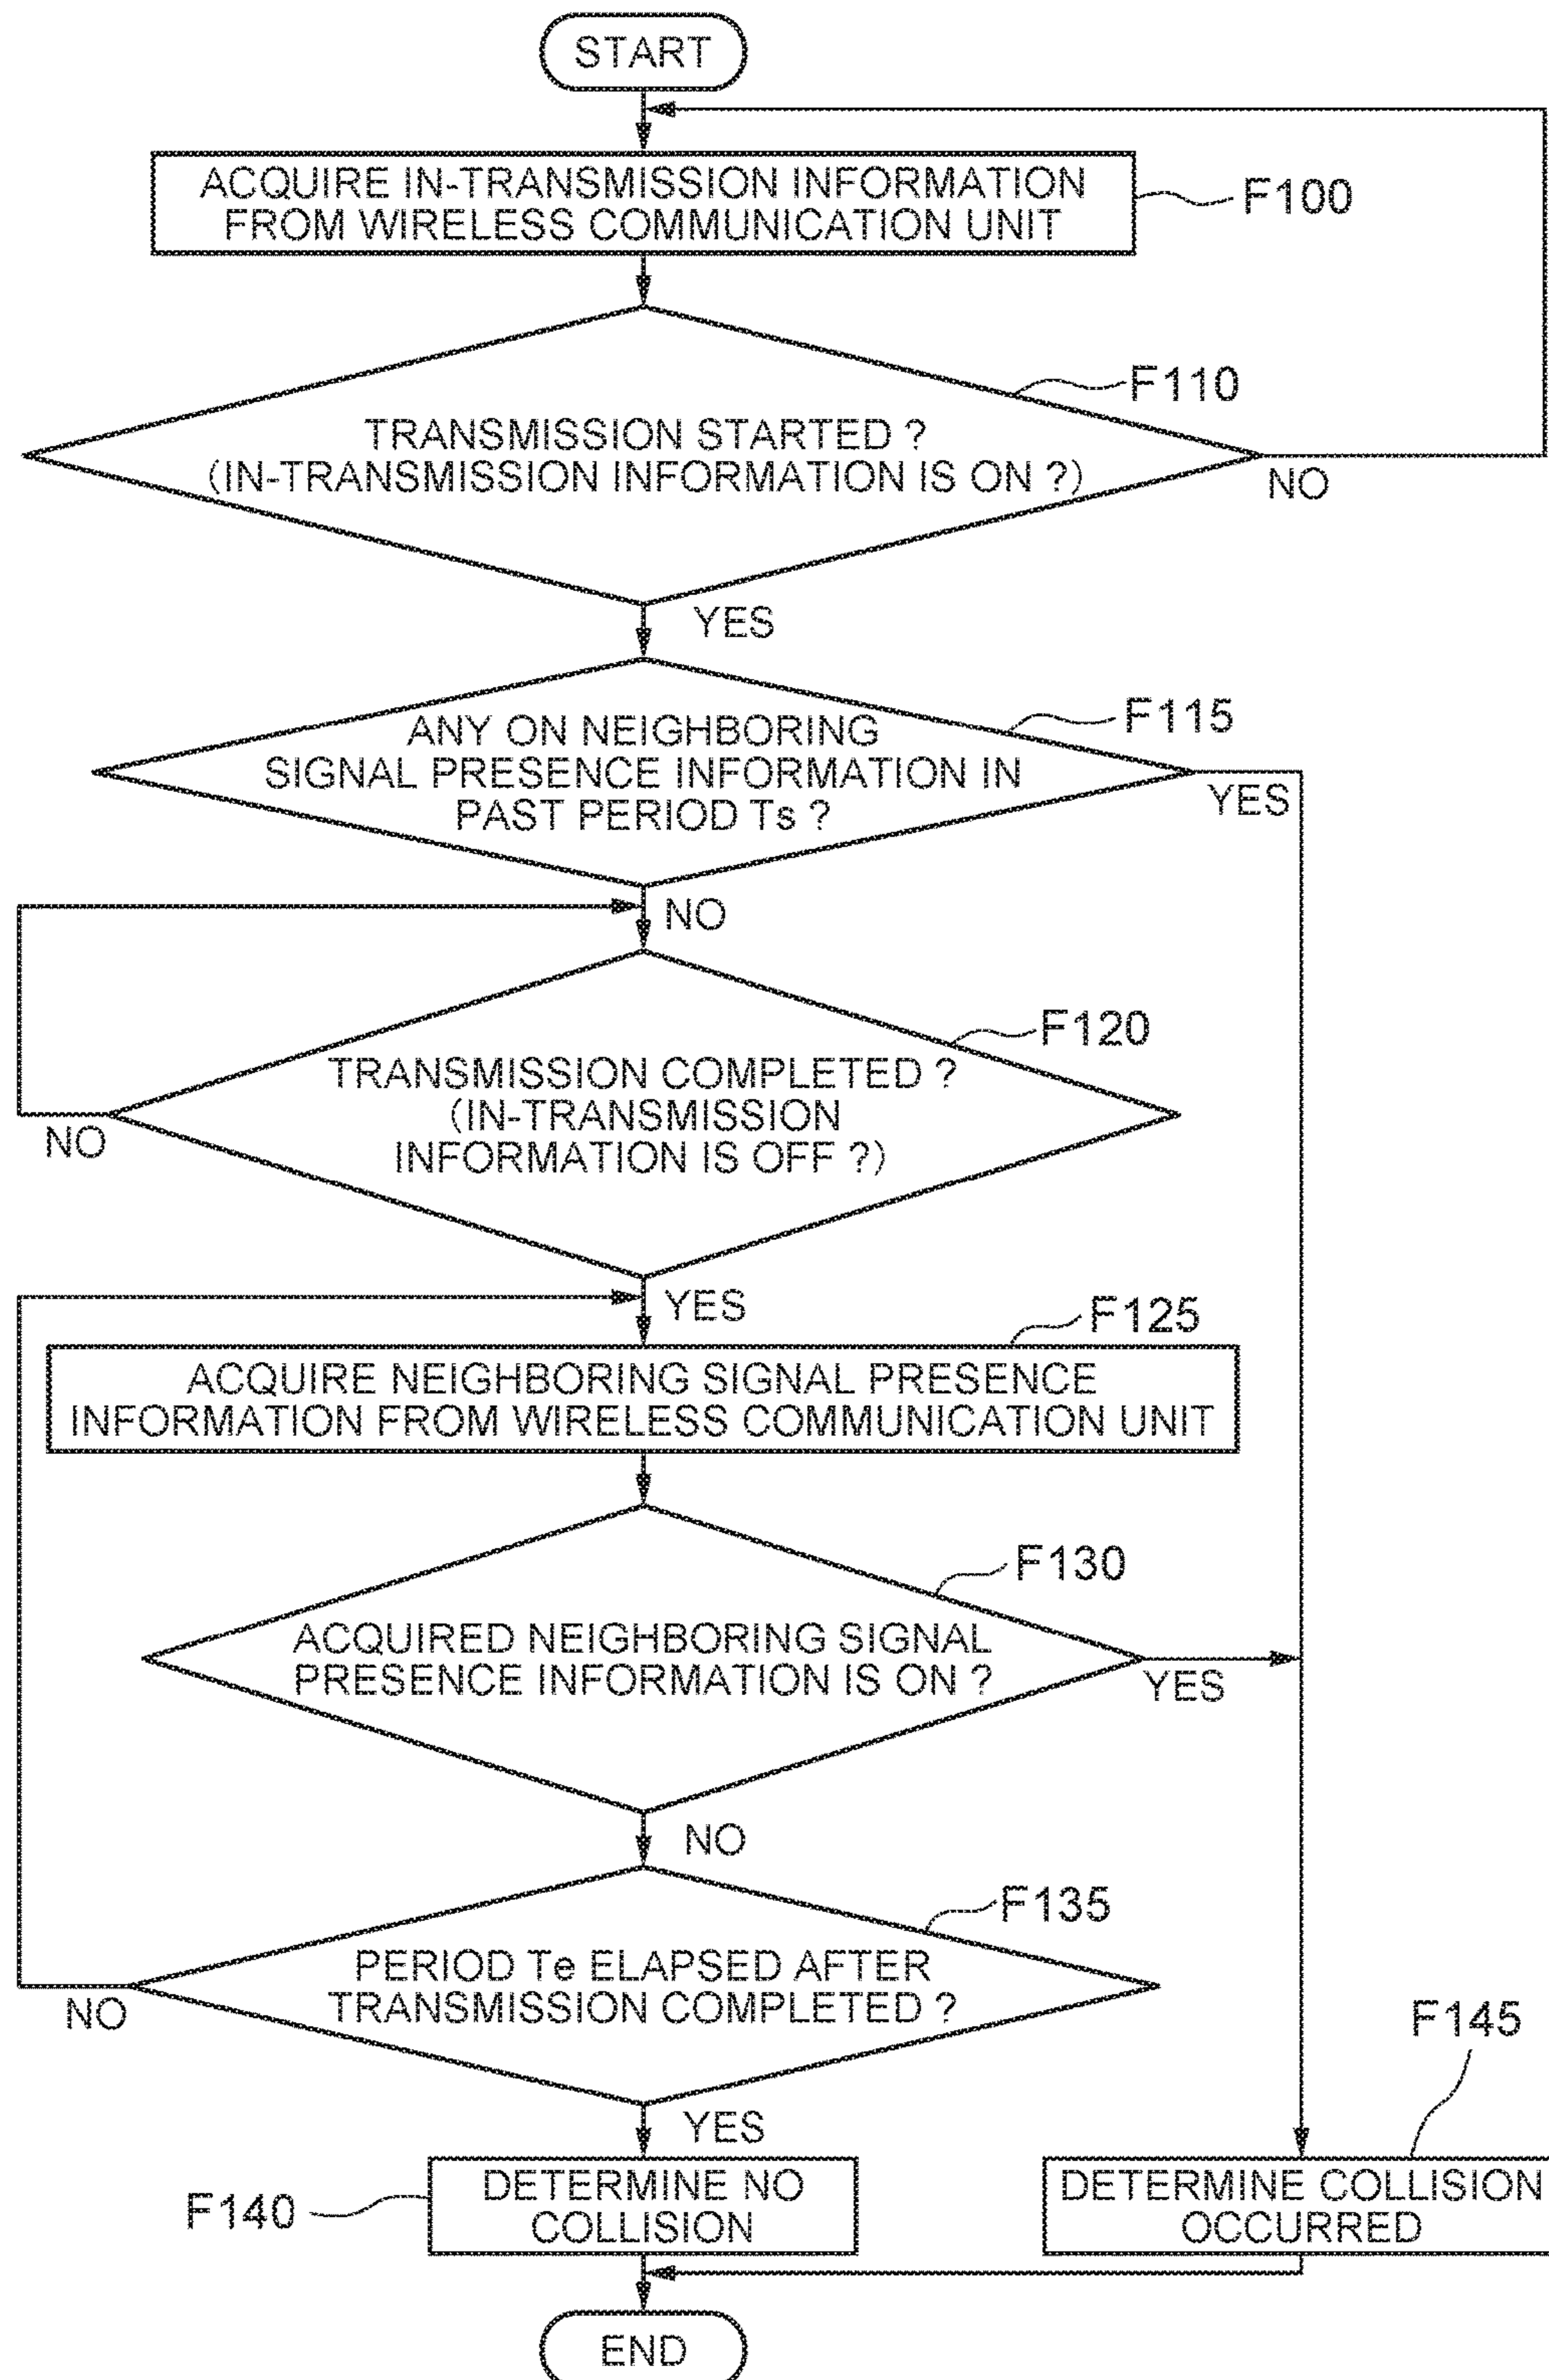 START
ACQUIRE IN-TRANSMISSION INFORMATION
FROM WIRELESS COMMUNICATION UNIT
F100
F110
TRANSMISSION STARTED ?
(IN-TRANSMISSION INFORMATION IS ON ?)
NO
YES
F115
ANY ON NEIGHBORING
SIGNAL PRESENCE INFORMATION IN
PAST PERIOD Ts ?
YES
NO
F120
TRANSMISSION COMPLETED ?
(IN-TRANSMISSION
INFORMATION IS OFF ?)
NO
YES
F125
ACQUIRE NEIGHBORING SIGNAL PRESENCE
INFORMATION FROM WIRELESS COMMUNICATION UNIT
F130
ACQUIRED NEIGHBORING SIGNAL
PRESENCE INFORMATION IS ON ?
YES
NO
F135
PERIOD Te ELAPSED AFTER
TRANSMISSION COMPLETED ?
NO
YES
F145
F140
DETERMINE NO
COLLISION
DETERMINE COLLISION
OCCURRED
END